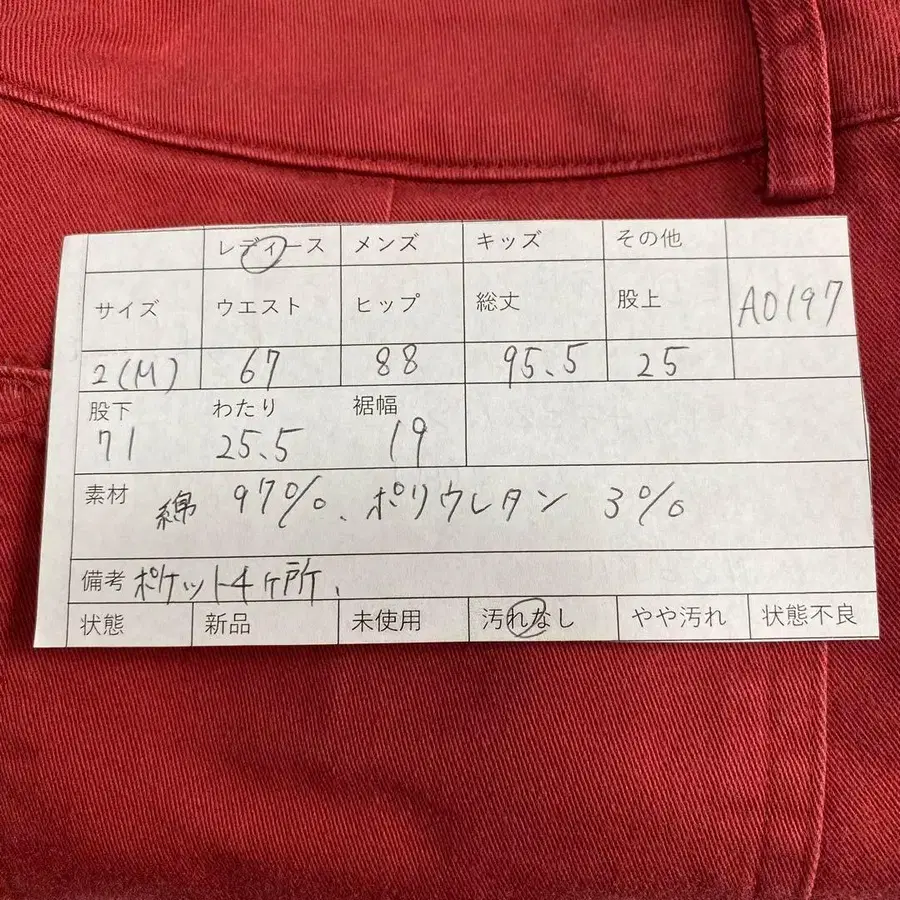 レディース メンズ キッズ その他
サイズ ウエスト ヒップ 総丈 股上 A0197
2(M) 67 88 95.5 25
股下 わたり 裾幅
71 25.5 19
素材 綿 97%、ポリウレタン 3%
備考 ポケット4ヶ所、
状態 新品 未使用 汚れなし やや汚れ 状態不良